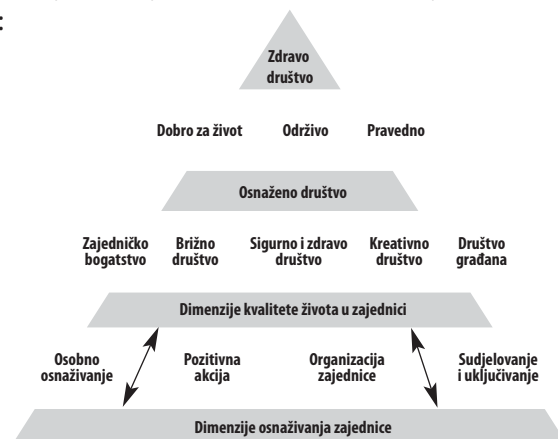 :
Zdravo
društvo
Dobro za život Održivo Pravedno
Osnaženo društvo
Zajedničko Brižno Sigurno i zdravo Kreativno Društvo
bogatstvo društvo društvo društvo građana
Dimenzije kvalitete života u zajednici
Osobno Pozitivna Organizacija Sudjelovanje
osnaživanje akcija zajednice i uključivanje
Dimenzije osnaživanja zajednice